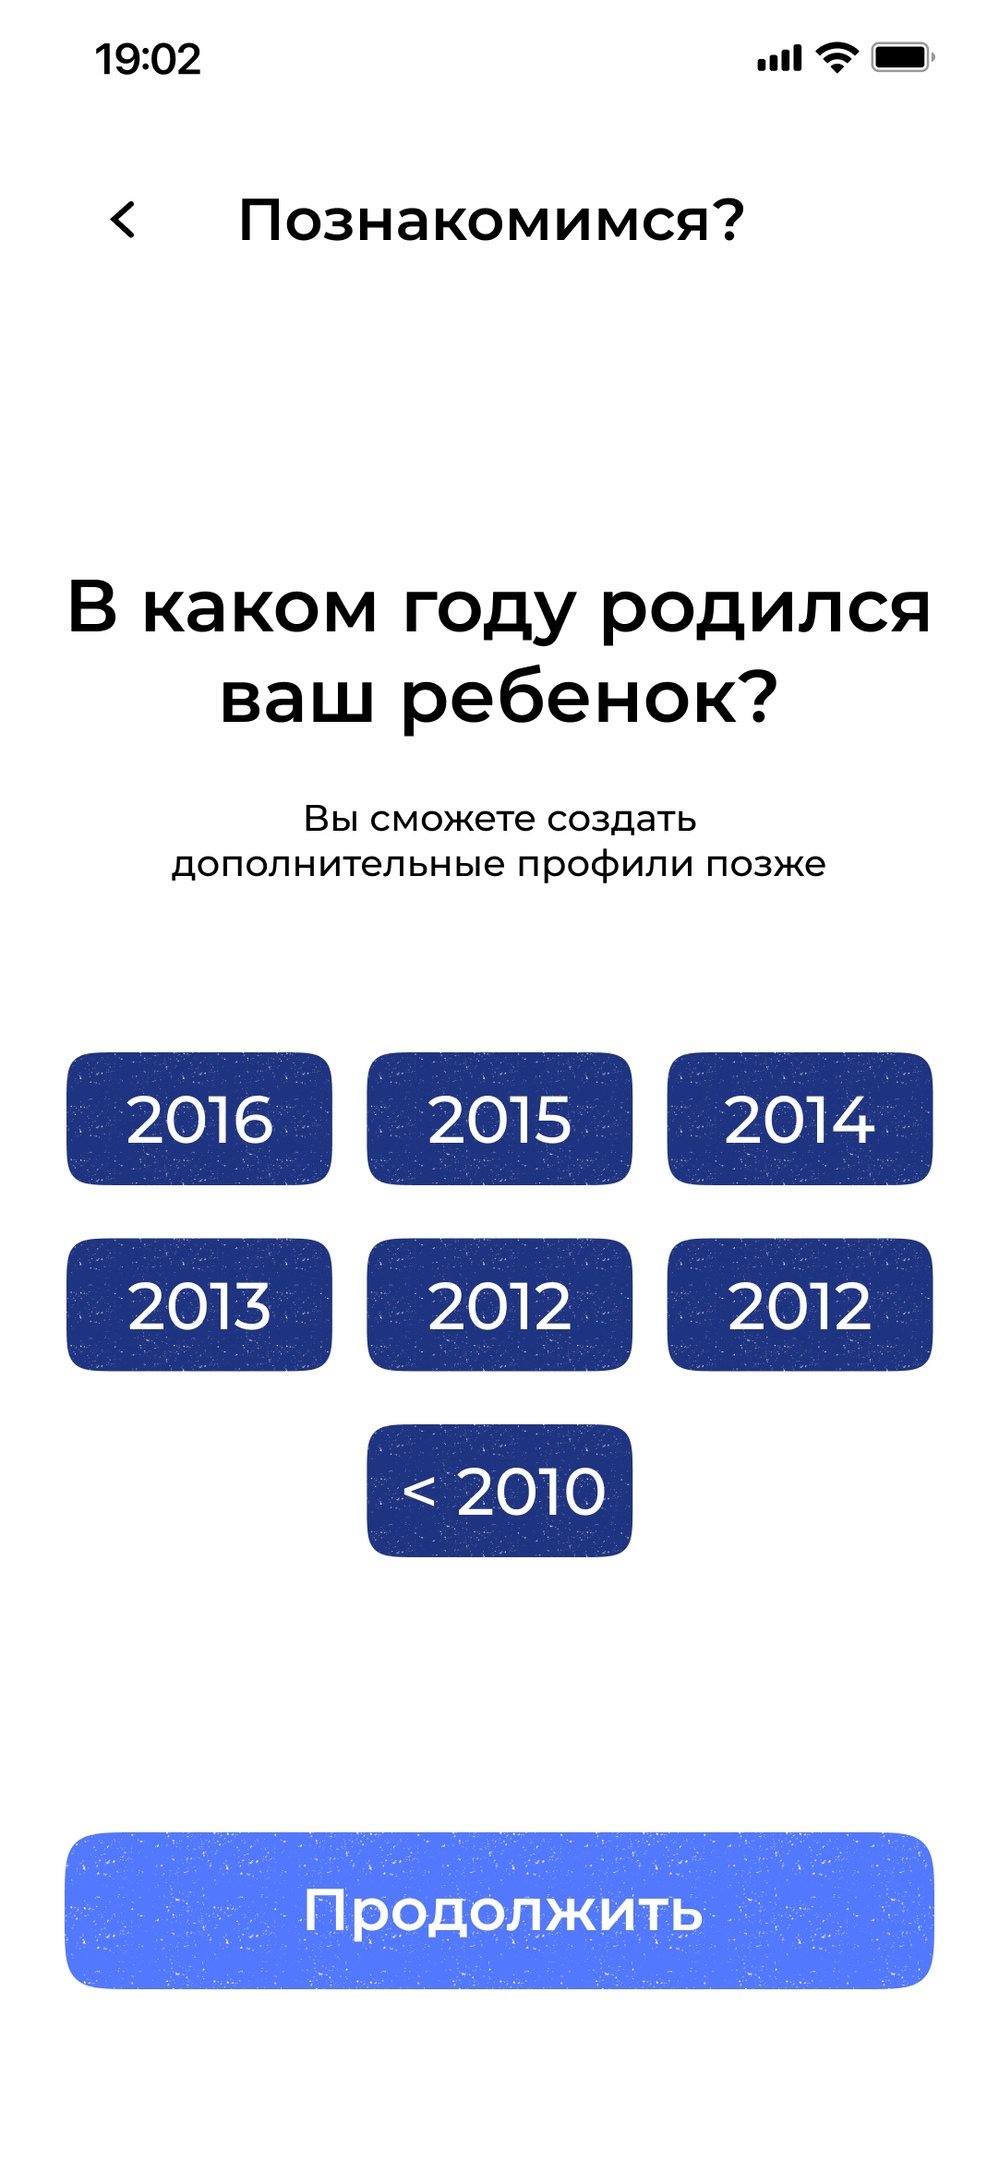 19:02
Познакомимся?
В каком году родился
ваш ребенок?
Вы сможете создать
дополнительные профили позже
2016 2015 2014
2013 2012 2012
< 2010
Продолжить